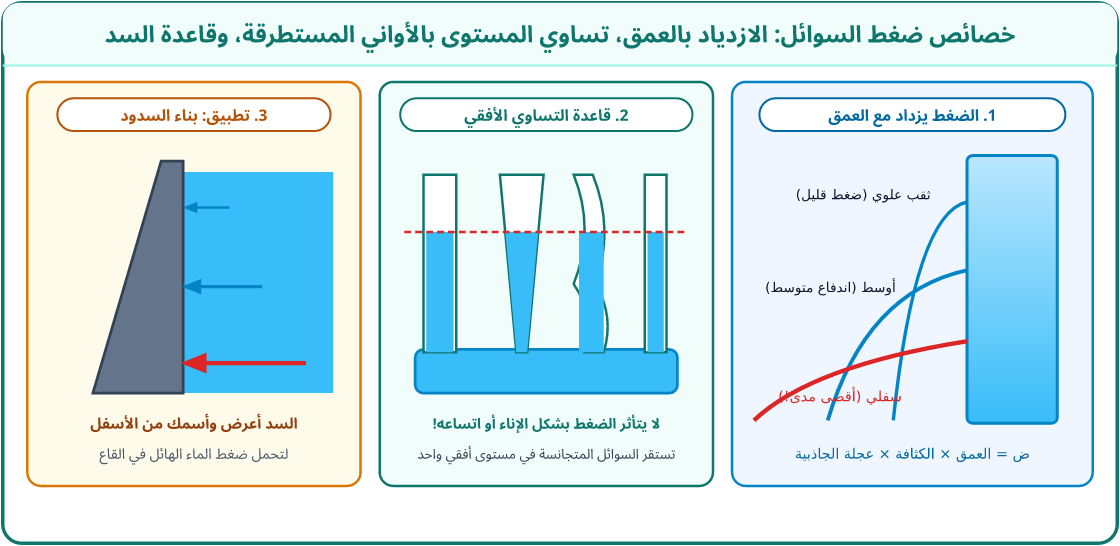 خصائص ضغط السوائل: الازدياد بالعمق، تساوي المستوى بالأواني المستطرقة، وقاعدة السد
1. الضغط يزداد مع العمق
ثقب علوي (ضغط قليل)
أوسط (اندفاع متوسط)
سفلي (أقصى مدى!)
ض = العمق × الكثافة × عجلة الجاذبية
2. قاعدة التساوي الأفقي
لا يتأثر الضغط بشكل الإناء أو اتساعه!
تستقر السوائل المتجانسة في مستوى أفقي واحد
3. تطبيق: بناء السدود
السد أعرض وأسمك من الأسفل
لتحمل ضغط الماء الهائل في القاع